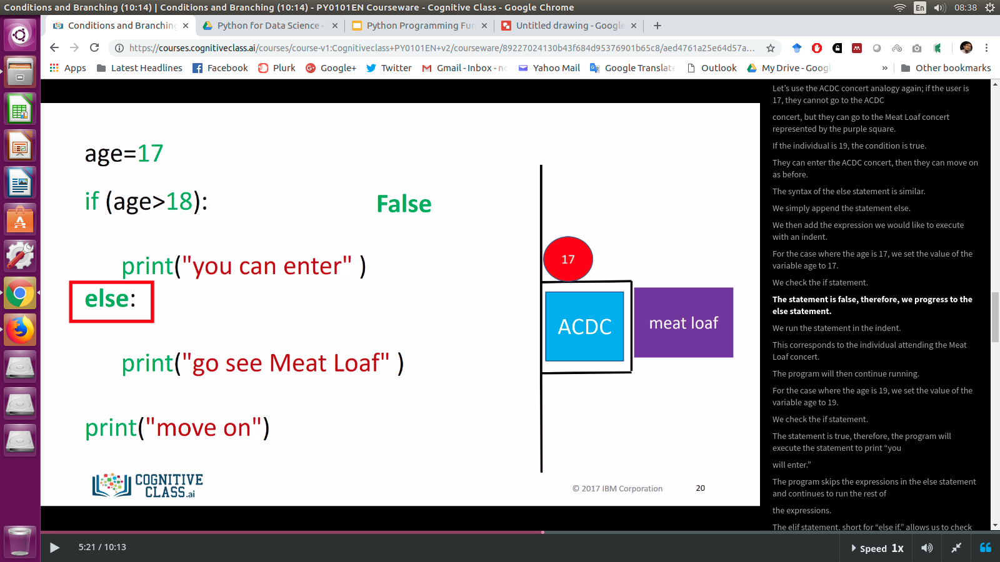 Conditions and Branching (10:14) | Conditions and Branching (10:14) - PY0101EN Courseware - Cognitive Class - Google Chrome
En
08:38
Conditions and Branching
Python for Data Science -
Python Programming Fun
Untitled drawing - Google
https://courses.cognitiveclass.ai/courses/course-v1:Cognitiveclass+PY0101EN+v2/courseware/89227024130b43f684d95376901b65c8/aed4761a25e64d57a...
Apps
Latest Headlines
Facebook
Plurk
Google+
Twitter
Gmail - Inbox - no
Yahoo Mail
Google Translate
Outlook
My Drive - Googl
»
Other bookmarks
age=17
if (age>18):
False
print("you can enter" )
else:
print("go see Meat Loaf" )
print("move on")
17
ACDC
meat loaf
COGNITIVE
CLASS.ai
© 2017 IBM Corporation
20
Let's use the ACDC concert analogy again; if the user is
17, they cannot go to the ACDC
concert, but they can go to the Meat Loaf concert
represented by the purple square.
If the individual is 19, the condition is true.
They can enter the ACDC concert, then they can move on
as before.
The syntax of the else statement is similar.
We simply append the statement else.
We then add the expression we would like to execute
with an indent.
For the case where the age is 17, we set the value of the
variable age to 17.
We check the if statement.
The statement is false, therefore, we progress to the
else statement.
We run the statement in the indent.
This corresponds to the individual attending the Meat
Loaf concert.
The program will then continue running.
For the case where the age is 19, we set the value of the
variable age to 19.
We check the if statement.
The statement is true, therefore, the program will
execute the statement to print “you
will enter.”
The program skips the expressions in the else statement
and continues to run the rest of
the expressions.
The elif statement, short for “else if,” allows us to check
5:21 / 10:13
Speed 1x